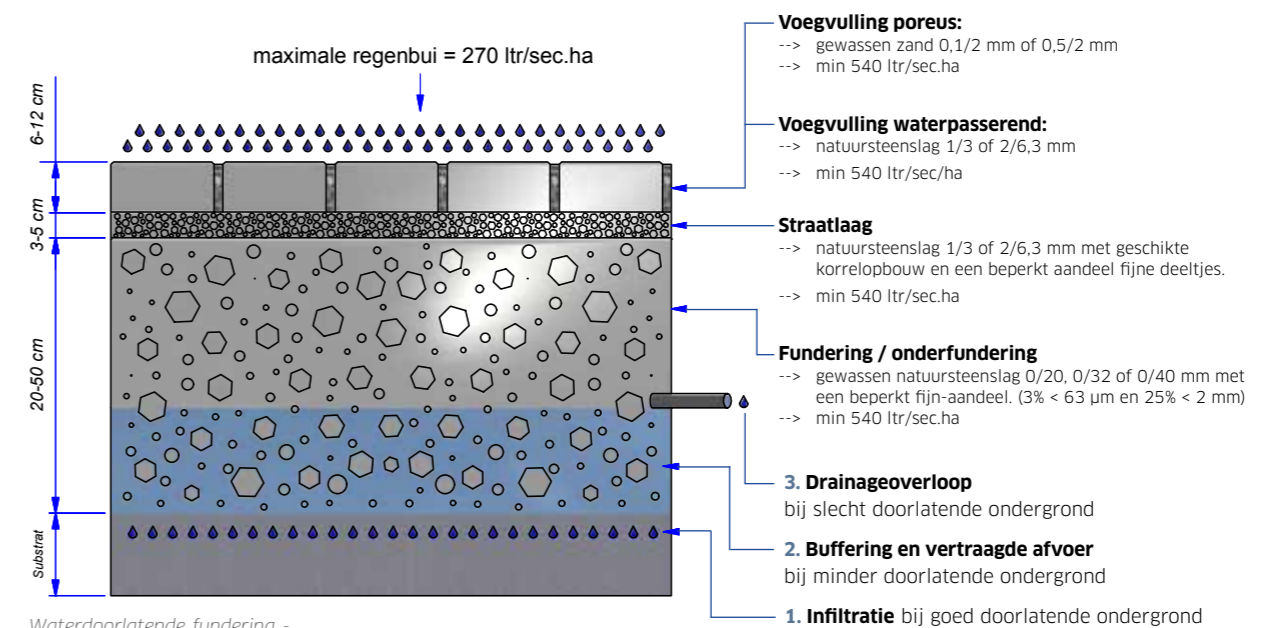 maximale regenbui = 270 ltr/sec.ha
6-12 cm
3-5 cm
20-50 cm
Substrat
Voegvulling poreus:
--> gewassen zand 0,1/2 mm of 0,5/2 mm
--> min 540 ltr/sec.ha
Voegvulling waterpasserend:
--> natuursteenslag 1/3 of 2/6,3 mm
--> min 540 ltr/sec/ha
Straatlaag
--> natuursteenslag 1/3 of 2/6,3 mm met geschikte
korrelopbouw en een beperkt aandeel fijne deeltjes.
--> min 540 ltr/sec.ha
Fundering / onderfundering
--> gewassen natuursteenslag 0/20, 0/32 of 0/40 mm met
een beperkt fijn-aandeel. (3% < 63 µm en 25% < 2 mm)
--> min 540 ltr/sec.ha
3. Drainageoverloop
bij slecht doorlatende ondergrond
2. Buffering en vertraagde afvoer
bij minder doorlatende ondergrond
1. Infiltratie bij goed doorlatende ondergrond
Waterdoorlatende fundering -